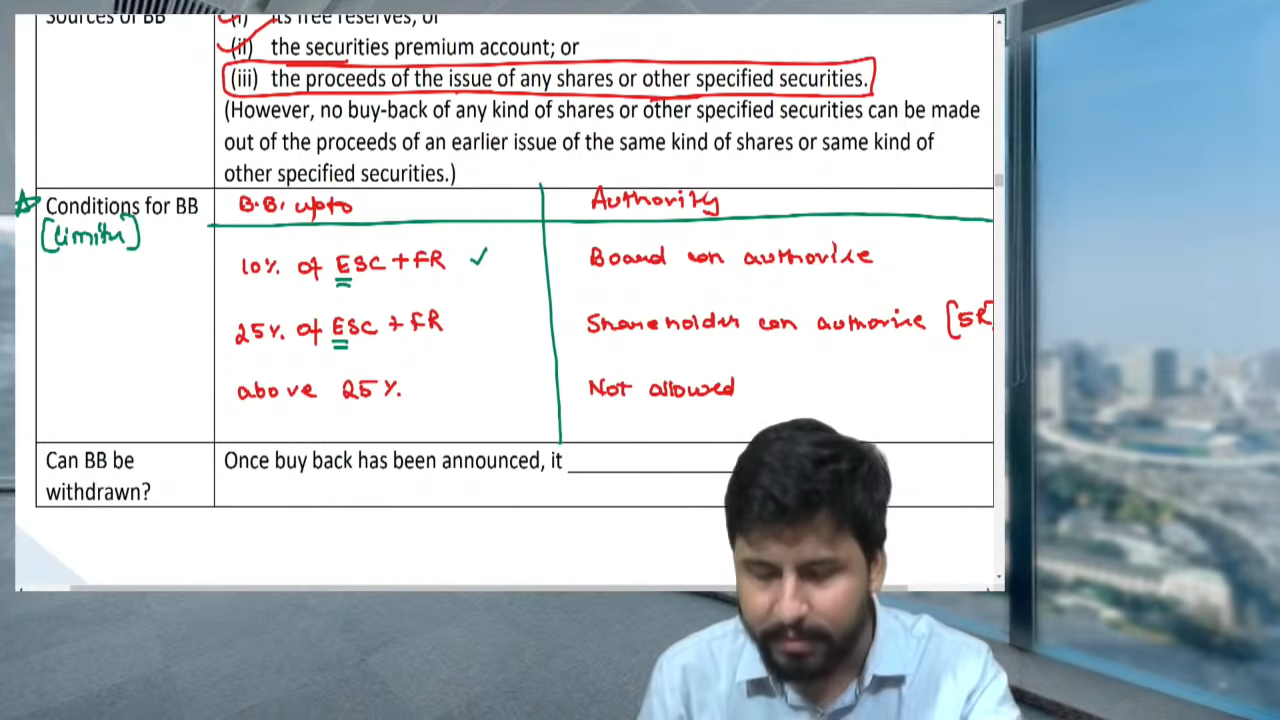 Sources of BB
(i) its free reserves; or
(ii) the securities premium account; or
(iii) the proceeds of the issue of any shares or other specified securities.
(However, no buy-back of any kind of shares or other specified securities can be made
out of the proceeds of an earlier issue of the same kind of shares or same kind of
other specified securities.)
Conditions for BB
[limits]
B.B. upto
Authority
10% of ESC + FR ✓
Board can authorise
25% of ESC + FR
Shareholder can authorise [SR]
above 25%.
Not allowed
Can BB be
withdrawn?
Once buy back has been announced, it ____________